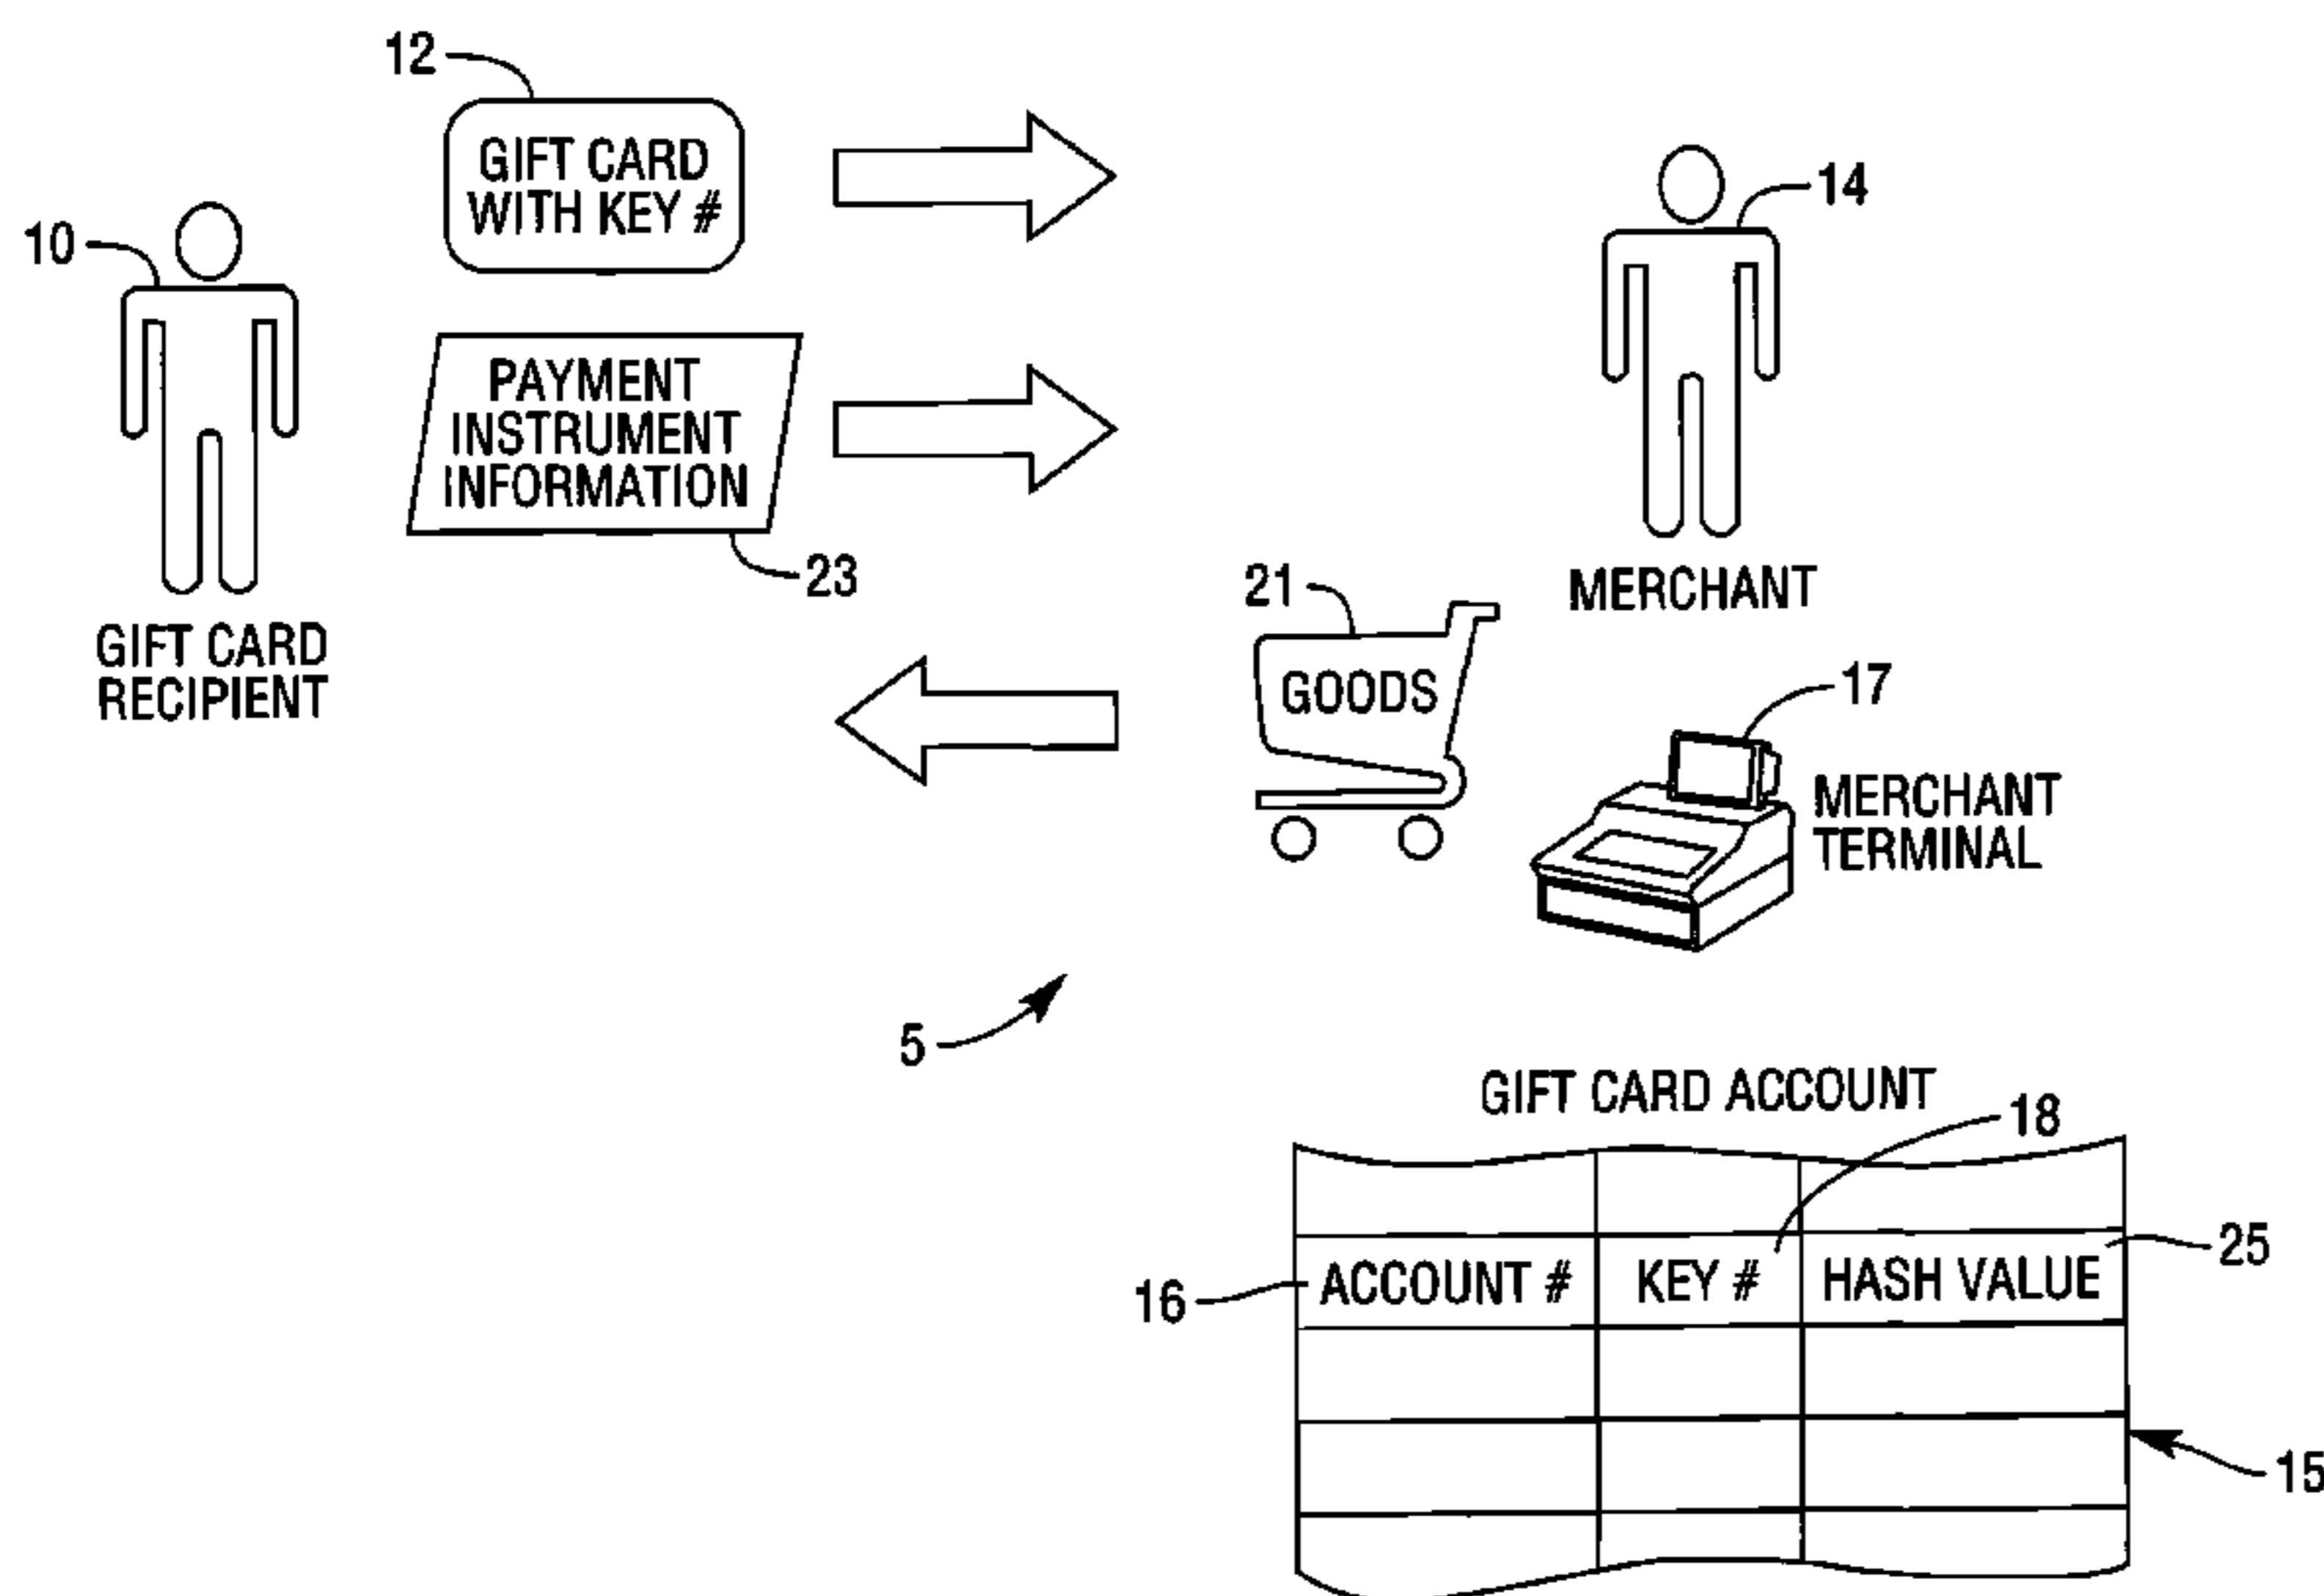 12
GIFT CARD
WITH KEY #
14
10
PAYMENT
INSTRUMENT
INFORMATION
23
21
MERCHANT
GIFT CARD
RECIPIENT
GOODS
17
MERCHANT
TERMINAL
5
GIFT CARD ACCOUNT
18
25
16
ACCOUNT # KEY # HASH VALUE
15